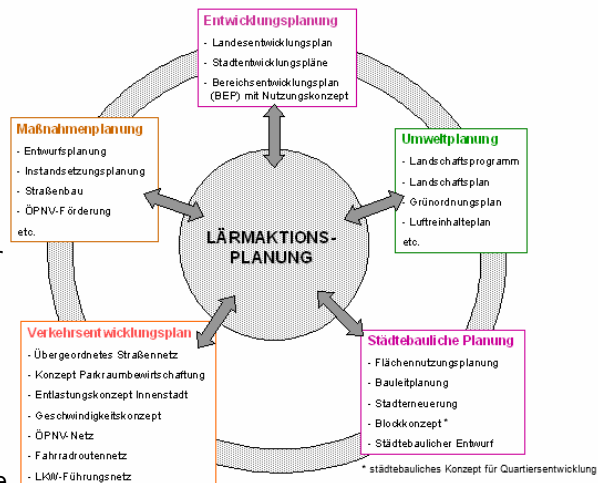 Entwicklungsplanung
- Landesentwicklungsplan
- Stadtentwicklungspläne
- Bereichsentwicklungsplan
(BEP) mit Nutzungskonzept
Maßnahmenplanung
- Entwurfsplanung
- Instandsetzungsplanung
- Straßenbau
- ÖPNV-Förderung
etc.
Umweltplanung
- Landschaftsprogramm
- Landschaftsplan
- Grünordnungsplan
- Luftreinhalteplan
etc.
LÄRMAKTIONS-
PLANUNG
Verkehrsentwicklungsplan
- Übergeordnetes Straßennetz
- Konzept Parkraumbewirtschaftung
- Entlastungskonzept Innenstadt
- Geschwindigkeitskonzept
- ÖPNV-Netz
- Fahrradroutennetz
- LKW-Führungsnetz
Städtebauliche Planung
- Flächennutzungsplanung
- Bauleitplanung
- Stadterneuerung
- Blockkonzept *
- Städtebaulicher Entwurf
* städtebauliches Konzept für Quartiersentwicklung